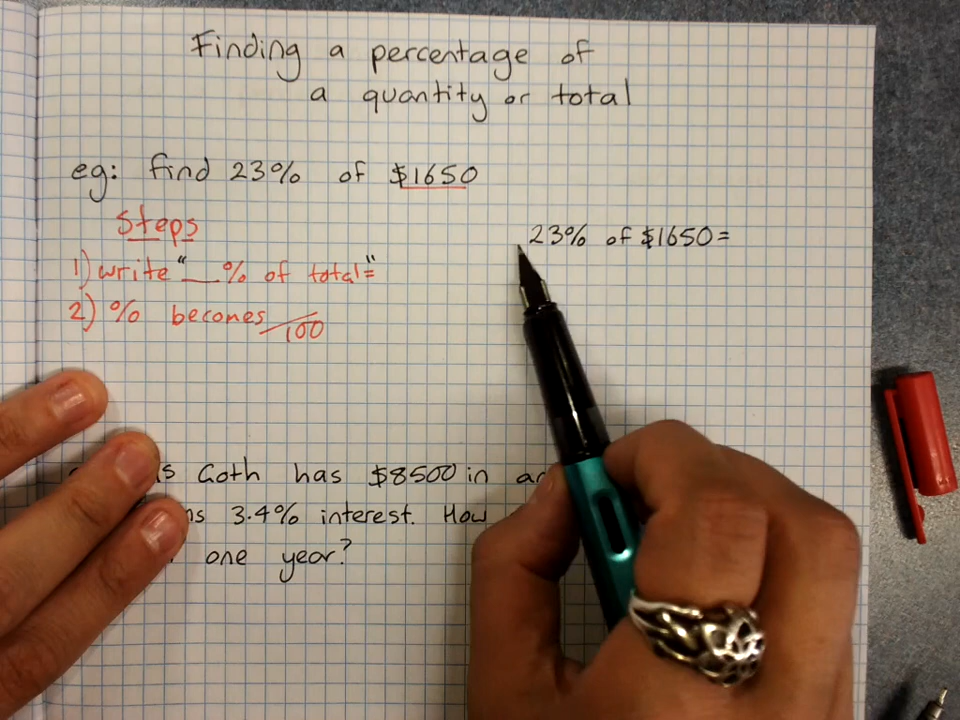 Finding a percentage of
a quantity or total
eg: find 23% of $1650
Steps
23% of $1650 =
1) write "__% of total="
2) % becomes /100
Goth has $8500 in
3.4% interest. How
one year?